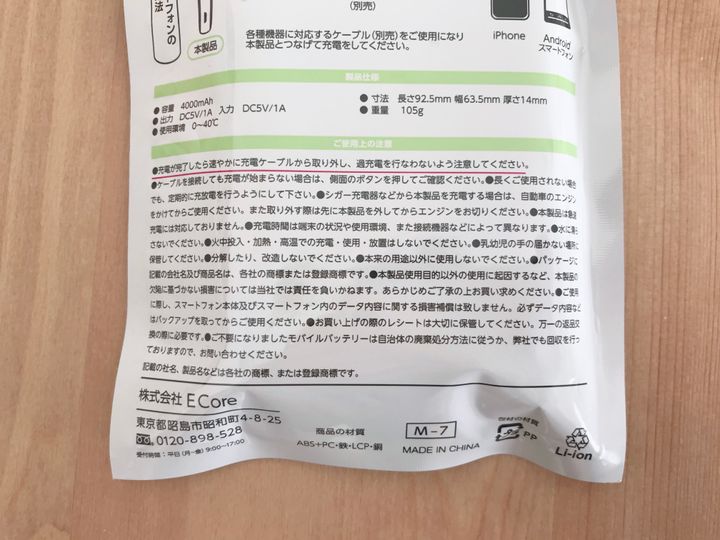 (別売)
フォンの
法
本製品
各種機器に対応するケーブル(別売)をご使用になり
本製品とつなげて充電をしてください。
iPhone
Android
スマートフォン
製品仕様
●容量 4000mAh
●出力 DC5V/1A 入力 DC5V/1A
●使用環境 0～40℃
●寸法 長さ92.5mm 幅63.5mm 厚さ14mm
●重量 105g
ご使用上の注意
●充電が完了したら速やかに充電ケーブルから取り外し、過充電を行なわないよう注意してください。
●ケーブルを接続しても充電が始まらない場合は、側面のボタンを押してご確認ください。●長くご使用されない場合
でも、定期的に充放電を行うようにして下さい。●シガー充電器などから本製品を充電する場合は、自動車のエンジン
をかけてからご使用ください。また取り外す際は先に本製品を外してからエンジンをお切りください。●本製品は急速
充電には対応しておりません。●充電時間は端末の状況や使用環境、また接続機器などによって異なります。●水に濡ら
さないでください。●火中投入・加熱・高温での充電・使用・放置はしないでください。●乳幼児の手の届かない場所に
保管してください。●分解したり、改造しないでください。●本来の用途以外に使用しないでください。●パッケージに
記載の会社名及び商品名は、各社の商標または登録商標です。●本製品使用目的以外の使用に起因するなど、本製品の
欠陥に基づかない損害については当社では責任を負いかねます。あらかじめご了承の上お買い求めください。●ご使用
に際し、スマートフォン本体及びスマートフォン内のデータ内容に関する損害補償は致しません。必ずデータ内容など
はバックアップを取ってからご使用ください。●お買い上げの際のレシートは大切に保管してください。万一の返品交
換の際に必要です。●ご不要になりましたモバイルバッテリーは自治体の廃棄処分方法に従うか、弊社でも回収を行っ
ておりますので、お問い合わせください。
記載の社名、製品名などは各社の商標、または登録商標です。
株式会社 E Core
東京都昭島市昭和町4-8-25
0120-898-528
受付時間：平日(月～金)9:00～17:00
商品の材質
ABS+PC・鉄・LCP・銅
M-7
MADE IN CHINA
包材の材質
プラ
PP
Li-ion